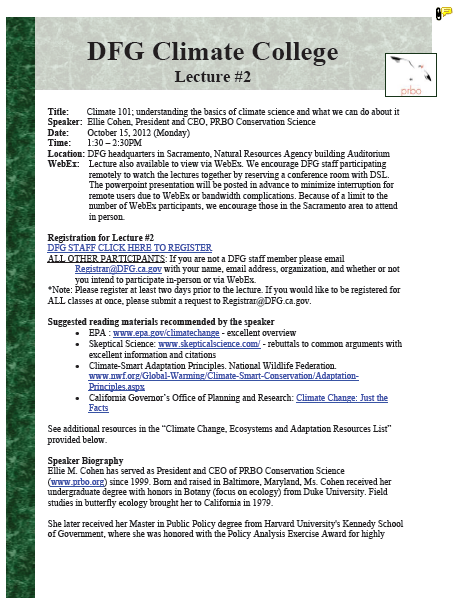 DFG Climate College
Lecture #2
prbo
Title: Climate 101; understanding the basics of climate science and what we can do about it
Speaker: Ellie Cohen, President and CEO, PRBO Conservation Science
Date: October 15, 2012 (Monday)
Time: 1:30 – 2:30PM
Location: DFG headquarters in Sacramento, Natural Resources Agency building Auditorium
WebEx: Lecture also available to view via WebEx. We encourage DFG staff participating
remotely to watch the lectures together by reserving a conference room with DSL.
The powerpoint presentation will be posted in advance to minimize interruption for
remote users due to WebEx or bandwidth complications. Because of a limit to the
number of WebEx participants, we encourage those in the Sacramento area to attend
in person.
Registration for Lecture #2
DFG STAFF CLICK HERE TO REGISTER
ALL OTHER PARTICIPANTS: If you are not a DFG staff member please email
Registrar@DFG.ca.gov with your name, email address, organization, and whether or not
you intend to participate in-person or via WebEx.
*Note: Please register at least two days prior to the lecture. If you would like to be registered for
ALL classes at once, please submit a request to Registrar@DFG.ca.gov.
Suggested reading materials recommended by the speaker
• EPA : www.epa.gov/climatechange - excellent overview
• Skeptical Science: www.skepticalscience.com/ - rebuttals to common arguments with
excellent information and citations
• Climate-Smart Adaptation Principles. National Wildlife Federation.
www.nwf.org/Global-Warming/Climate-Smart-Conservation/Adaptation-
Principles.aspx
• California Governor's Office of Planning and Research: Climate Change: Just the
Facts
See additional resources in the “Climate Change, Ecosystems and Adaptation Resources List”
provided below.
Speaker Biography
Ellie M. Cohen has served as President and CEO of PRBO Conservation Science
(www.prbo.org) since 1999. Born and raised in Baltimore, Maryland, Ms. Cohen received her
undergraduate degree with honors in Botany (focus on ecology) from Duke University. Field
studies in butterfly ecology brought her to California in 1979.
She later received her Master in Public Policy degree from Harvard University's Kennedy School
of Government, where she was honored with the Policy Analysis Exercise Award for highly